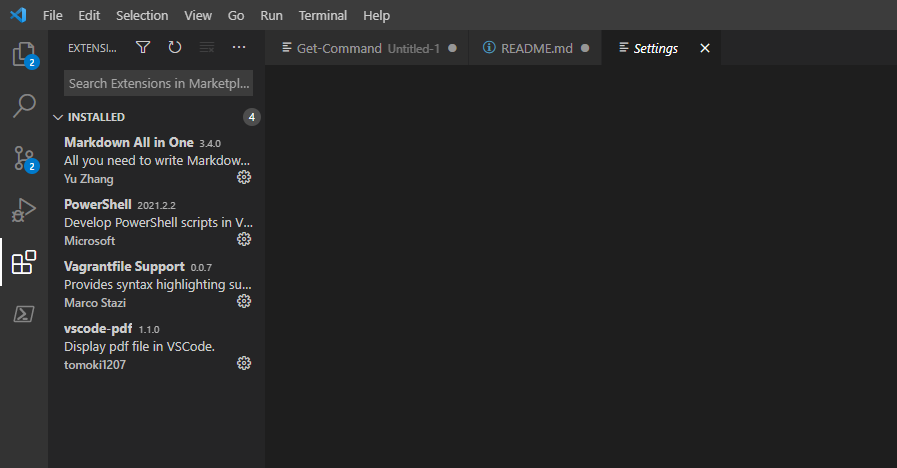 File Edit Selection View Go Run Terminal Help
EXTENSI...
Get-Command Untitled-1
README.md
Settings
2
Search Extensions in Marketpl...
INSTALLED 4
Markdown All in One 3.4.0
All you need to write Markdow...
Yu Zhang
2
PowerShell 2021.2.2
Develop PowerShell scripts in V...
Microsoft
Vagrantfile Support 0.0.7
Provides syntax highlighting su...
Marco Stazi
vscode-pdf 1.1.0
Display pdf file in VSCode.
tomoki1207